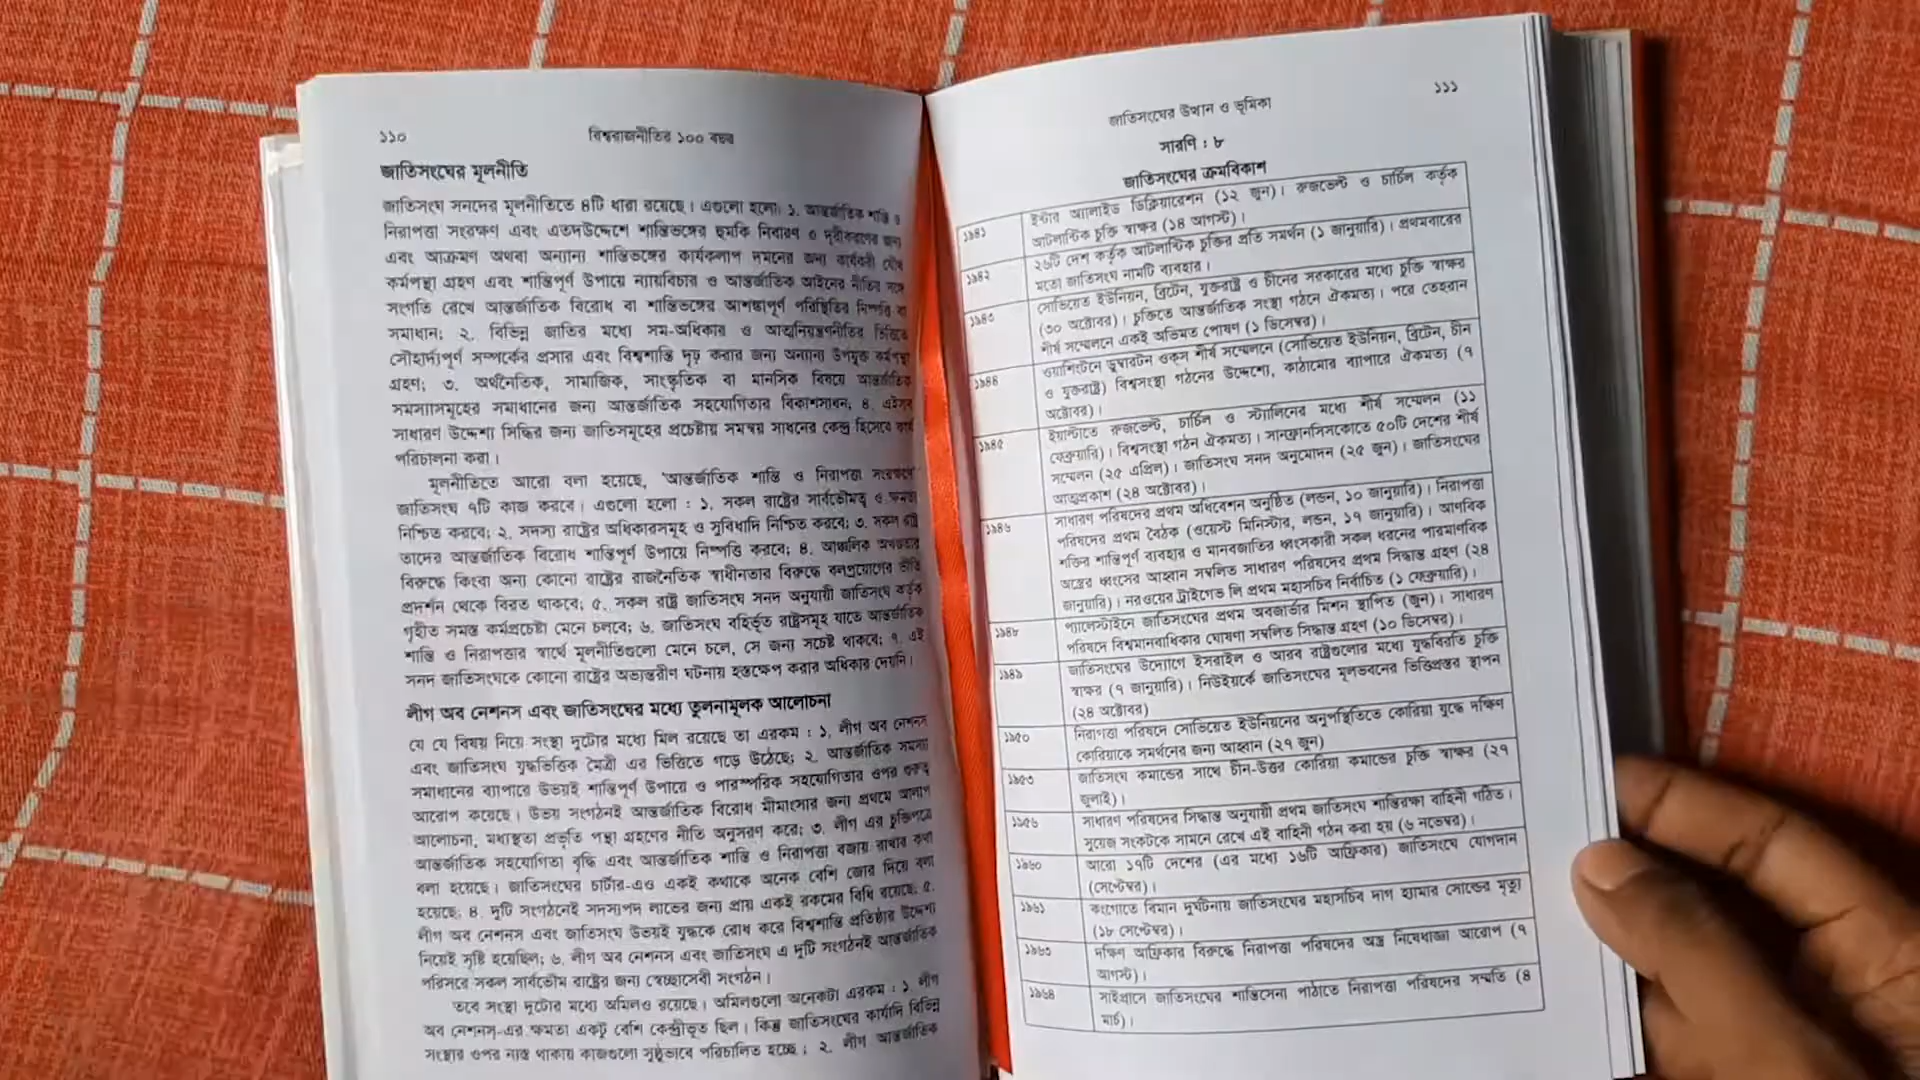 ১১০
বিশ্বরাজনীতির ১০০ বছর
জাতিসংঘের মূলনীতি
জাতিসংঘ সনদের মূলনীতিতে ৪টি ধারা রয়েছে। এগুলো হলো: ১. আন্তর্জাতিক শান্তি ও
নিরাপত্তা সংরক্ষণ এবং এতদউদ্দেশে শান্তিভঙ্গের হুমকি নিবারণ ও দূরীকরণের জন্য
এবং আক্রমণ অথবা অন্যান্য শান্তিভঙ্গের কার্যকলাপ দমনের জন্য কার্যকরী যৌথ
কর্মপন্থা গ্রহণ এবং শান্তিপূর্ণ উপায়ে ন্যায়বিচার ও আন্তর্জাতিক আইনের নীতির সঙ্গে
সংগতি রেখে আন্তর্জাতিক বিরোধ বা শান্তিভঙ্গের আশঙ্কাপূর্ণ পরিস্থিতির নিষ্পত্তি বা
সমাধান; ২. বিভিন্ন জাতির মধ্যে সম-অধিকার ও আত্মনিয়ন্ত্রণনীতির ভিত্তিতে
সৌহার্দ্যপূর্ণ সম্পর্কের প্রসার এবং বিশ্বশান্তি দৃঢ় করার জন্য অন্যান্য উপযুক্ত কর্মপন্থা
গ্রহণ; ৩. অর্থনৈতিক, সামাজিক, সাংস্কৃতিক বা মানসিক বিষয়ে আন্তর্জাতিক
সমস্যাসমূহের সমাধানের জন্য আন্তর্জাতিক সহযোগিতার বিকাশসাধন; ৪. এইসব
সাধারণ উদ্দেশ্য সিদ্ধির জন্য জাতিসমূহের প্রচেষ্টায় সমন্বয় সাধনের কেন্দ্র হিসেবে কার্য
পরিচালনা করা।
মূলনীতিতে আরো বলা হয়েছে, 'আন্তর্জাতিক শান্তি ও নিরাপত্তা সংরক্ষণে'
জাতিসংঘ ৭টি কাজ করবে। এগুলো হলো : ১. সকল রাষ্ট্রের সার্বভৌমত্ব ও ক্ষমতা
নিশ্চিত করবে; ২. সদস্য রাষ্ট্রের অধিকারসমূহ ও সুবিধাদি নিশ্চিত করবে; ৩. সকল রাষ্ট্র
তাদের আন্তর্জাতিক বিরোধ শান্তিপূর্ণ উপায়ে নিষ্পত্তি করবে; ৪. আঞ্চলিক অখণ্ডতার
বিরুদ্ধে কিংবা অন্য কোনো রাষ্ট্রের রাজনৈতিক স্বাধীনতার বিরুদ্ধে বলপ্রয়োগের ভীতি
প্রদর্শন থেকে বিরত থাকবে; ৫. সকল রাষ্ট্র জাতিসংঘ সনদ অনুযায়ী জাতিসংঘ কর্তৃক
গৃহীত সমস্ত কর্মপ্রচেষ্টা মেনে চলবে; ৬. জাতিসংঘ বহির্ভূত রাষ্ট্রসমূহ যাতে আন্তর্জাতিক
শান্তি ও নিরাপত্তার স্বার্থে মূলনীতিগুলো মেনে চলে, সে জন্য সচেষ্ট থাকবে; ৭. এই
সনদ জাতিসংঘকে কোনো রাষ্ট্রের অভ্যন্তরীণ ঘটনায় হস্তক্ষেপ করার অধিকার দেয়নি।
লীগ অব নেশনস এবং জাতিসংঘের মধ্যে তুলনামূলক আলোচনা
যে যে বিষয় নিয়ে সংস্থা দুটোর মধ্যে মিল রয়েছে তা এরকম : ১. লীগ অব নেশনস
এবং জাতিসংঘ যুদ্ধভিত্তিক মৈত্রী এর ভিত্তিতে গড়ে উঠেছে; ২. আন্তর্জাতিক সমস্যা
সমাধানের ব্যাপারে উভয়ই শান্তিপূর্ণ উপায়ে ও পারস্পরিক সহযোগিতার ওপর গুরুত্ব
আরোপ করেছে। উভয় সংগঠনই আন্তর্জাতিক বিরোধ মীমাংসার জন্য প্রথমে আলাপ
আলোচনা, মধ্যস্থতা প্রভৃতি পন্থা গ্রহণের নীতি অনুসরণ করে; ৩. লীগ এর চুক্তিপত্রে
আন্তর্জাতিক সহযোগিতা বৃদ্ধি এবং আন্তর্জাতিক শান্তি ও নিরাপত্তা বজায় রাখার কথা
বলা হয়েছে। জাতিসংঘের চার্টার-এও একই কথাকে অনেক বেশি জোর দিয়ে বলা
হয়েছে; ৪. দুটি সংগঠনেই সদস্যপদ লাভের জন্য প্রায় একই রকমের বিধি রয়েছে; ৫.
লীগ অব নেশনস এবং জাতিসংঘ উভয়ই যুদ্ধকে রোধ করে বিশ্বশান্তি প্রতিষ্ঠার উদ্দেশ্য
নিয়েই সৃষ্টি হয়েছিল; ৬. লীগ অব নেশনস এবং জাতিসংঘ এ দুটি সংগঠনই আন্তর্জাতিক
পরিসরে সকল সার্বভৌম রাষ্ট্রের জন্য স্বেচ্ছাসেবী সংগঠন।
তবে সংস্থা দুটোর মধ্যে অমিলও রয়েছে। অমিলগুলো অনেকটা এরকম : ১. লীগ
অব নেশনস্-এর ক্ষমতা একটু বেশি কেন্দ্রীভূত ছিল। কিন্তু জাতিসংঘের কার্যাদি বিভিন্ন
সংস্থার ওপর ন্যস্ত থাকায় কাজগুলো সুষ্ঠুভাবে পরিচালিত হচ্ছে; ২. লীগ আন্তর্জাতিক
জাতিসংঘের উত্থান ও ভূমিকা
১১১
সারণি : ৮
জাতিসংঘের ক্রমবিকাশ
১৯৪১
ইন্টার অ্যালাইড ডিক্লিয়ারেশন (১২ জুন)। রুজভেল্ট ও চার্চিল কর্তৃক
আটলান্টিক চুক্তি স্বাক্ষর (১৪ আগস্ট)।
১৯৪২
২৬টি দেশ কর্তৃক আটলান্টিক চুক্তির প্রতি সমর্থন (১ জানুয়ারি)। প্রথমবারের
মতো জাতিসংঘ নামটি ব্যবহার।
১৯৪৩
সোভিয়েত ইউনিয়ন, ব্রিটেন, যুক্তরাষ্ট্র ও চীনের সরকারের মধ্যে চুক্তি স্বাক্ষর
(৩০ অক্টোবর)। চুক্তিতে আন্তর্জাতিক সংস্থা গঠনে ঐকমত্য। পরে তেহরান
শীর্ষ সম্মেলনে একই অভিমত পোষণ (১ ডিসেম্বর)।
১৯৪৪
ওয়াশিংটনে ডুম্বারটন ওক্‌স শীর্ষ সম্মেলনে (সোভিয়েত ইউনিয়ন, ব্রিটেন, চীন
ও যুক্তরাষ্ট্র) বিশ্বসংস্থা গঠনের উদ্দেশ্যে, কাঠামোর ব্যাপারে ঐকমত্য (৭
অক্টোবর)।
১৯৪৫
ইয়াল্টাতে রুজভেল্ট, চার্চিল ও স্ট্যালিনের মধ্যে শীর্ষ সম্মেলন (১১
ফেব্রুয়ারি)। বিশ্বসংস্থা গঠন ঐকমত্য। সানফ্রানসিসকোতে ৫০টি দেশের শীর্ষ
সম্মেলন (২৫ এপ্রিল)। জাতিসংঘ সনদ অনুমোদন (২৫ জুন)। জাতিসংঘের
আত্মপ্রকাশ (২৪ অক্টোবর)।
১৯৪৬
সাধারণ পরিষদের প্রথম অধিবেশন অনুষ্ঠিত (লন্ডন, ১০ জানুয়ারি)। নিরাপত্তা
পরিষদের প্রথম বৈঠক (ওয়েস্ট মিনিস্টার, লন্ডন, ১৭ জানুয়ারি)। আণবিক
শক্তির শান্তিপূর্ণ ব্যবহার ও মানবজাতির ধ্বংসকারী সকল ধরনের পারমাণবিক
অস্ত্রের ধ্বংসের আহ্বান সম্বলিত সাধারণ পরিষদের প্রথম সিদ্ধান্ত গ্রহণ (২৪
জানুয়ারি)। নরওয়ের ট্রাইগেভ লি প্রথম মহাসচিব নির্বাচিত (১ ফেব্রুয়ারি)।
১৯৪৮
প্যালেস্টাইনে জাতিসংঘের প্রথম অবজার্ভার মিশন স্থাপিত (জুন)। সাধারণ
পরিষদে বিশ্বমানবাধিকার ঘোষণা সম্বলিত সিদ্ধান্ত গ্রহণ (১০ ডিসেম্বর)।
১৯৪৯
জাতিসংঘের উদ্যোগে ইসরাইল ও আরব রাষ্ট্রগুলোর মধ্যে যুদ্ধবিরতি চুক্তি
স্বাক্ষর (৭ জানুয়ারি)। নিউইয়র্কে জাতিসংঘের মূলভবনের ভিত্তিপ্রস্তর স্থাপন
(২৪ অক্টোবর)
১৯৫০
নিরাপত্তা পরিষদে সোভিয়েত ইউনিয়নের অনুপস্থিতিতে কোরিয়া যুদ্ধে দক্ষিণ
কোরিয়াকে সমর্থনের জন্য আহ্বান (২৭ জুন)
১৯৫৩
জাতিসংঘ কমান্ডের সাথে চীন-উত্তর কোরিয়া কমান্ডের চুক্তি স্বাক্ষর (২৭
জুলাই)।
১৯৫৬
সাধারণ পরিষদের সিদ্ধান্ত অনুযায়ী প্রথম জাতিসংঘ শান্তিরক্ষা বাহিনী গঠিত।
সুয়েজ সংকটকে সামনে রেখে এই বাহিনী গঠন করা হয় (৬ নভেম্বর)।
১৯৬০
আরো ১৭টি দেশের (এর মধ্যে ১৬টি আফ্রিকার) জাতিসংঘে যোগদান
(সেপ্টেম্বর)।
১৯৬১
কংগোতে বিমান দুর্ঘটনায় জাতিসংঘের মহাসচিব দাগ হ্যামার সোল্ডের মৃত্যু
(১৮ সেপ্টেম্বর)।
১৯৬৩
দক্ষিণ আফ্রিকার বিরুদ্ধে নিরাপত্তা পরিষদের অস্ত্র নিষেধাজ্ঞা আরোপ (৭
আগস্ট)।
১৯৬৪
সাইপ্রাসে জাতিসংঘের শান্তিসেনা পাঠাতে নিরাপত্তা পরিষদের সম্মতি (৪
মার্চ)।